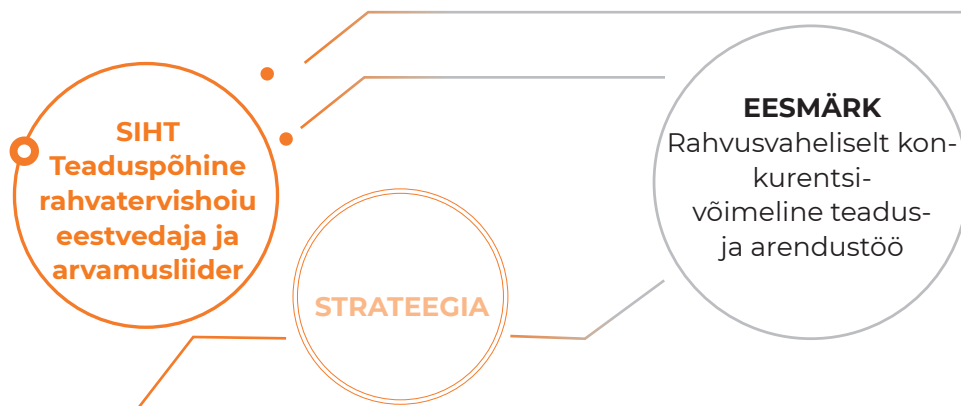 SIHT
Teaduspõhine
rahvatervishoiu
eestvedaja ja
arvamusliider
STRATEEGIA
EESMÄRK
Rahvusvaheliselt kon-
kurentsi-
võimeline teadus-
ja arendustöö